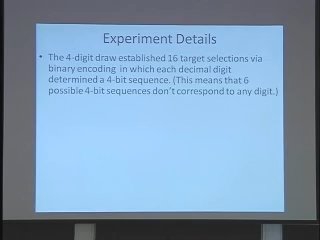 Experiment Details
• The 4-digit draw established 16 target selections via
binary encoding in which each decimal digit
determined a 4-bit sequence. (This means that 6
possible 4-bit sequences don't correspond to any digit.)